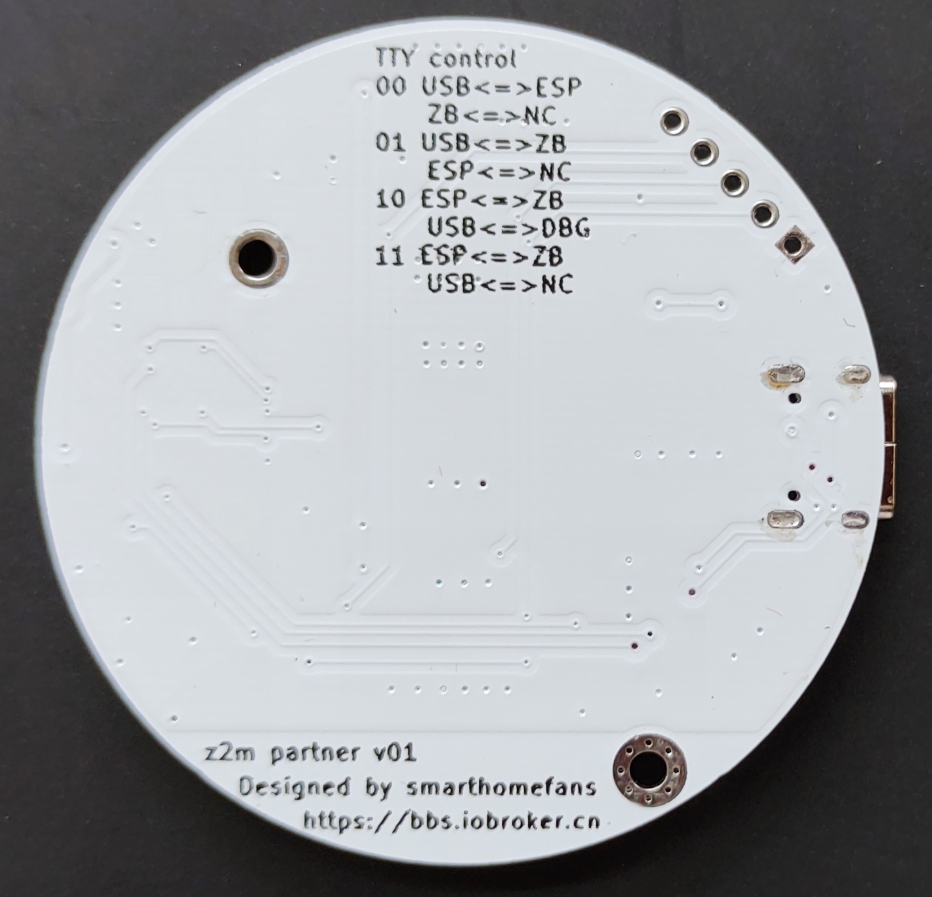 TTY control
00 USB<=>ESP
ZB<=>NC
01 USB<=>ZB
ESP<=>NC
10 ESP<=>ZB
USB<=>DBG
11 ESP<=>ZB
USB<=>NC
z2m partner v01
Designed by smarthomefans
https://bbs.iobroker.cn